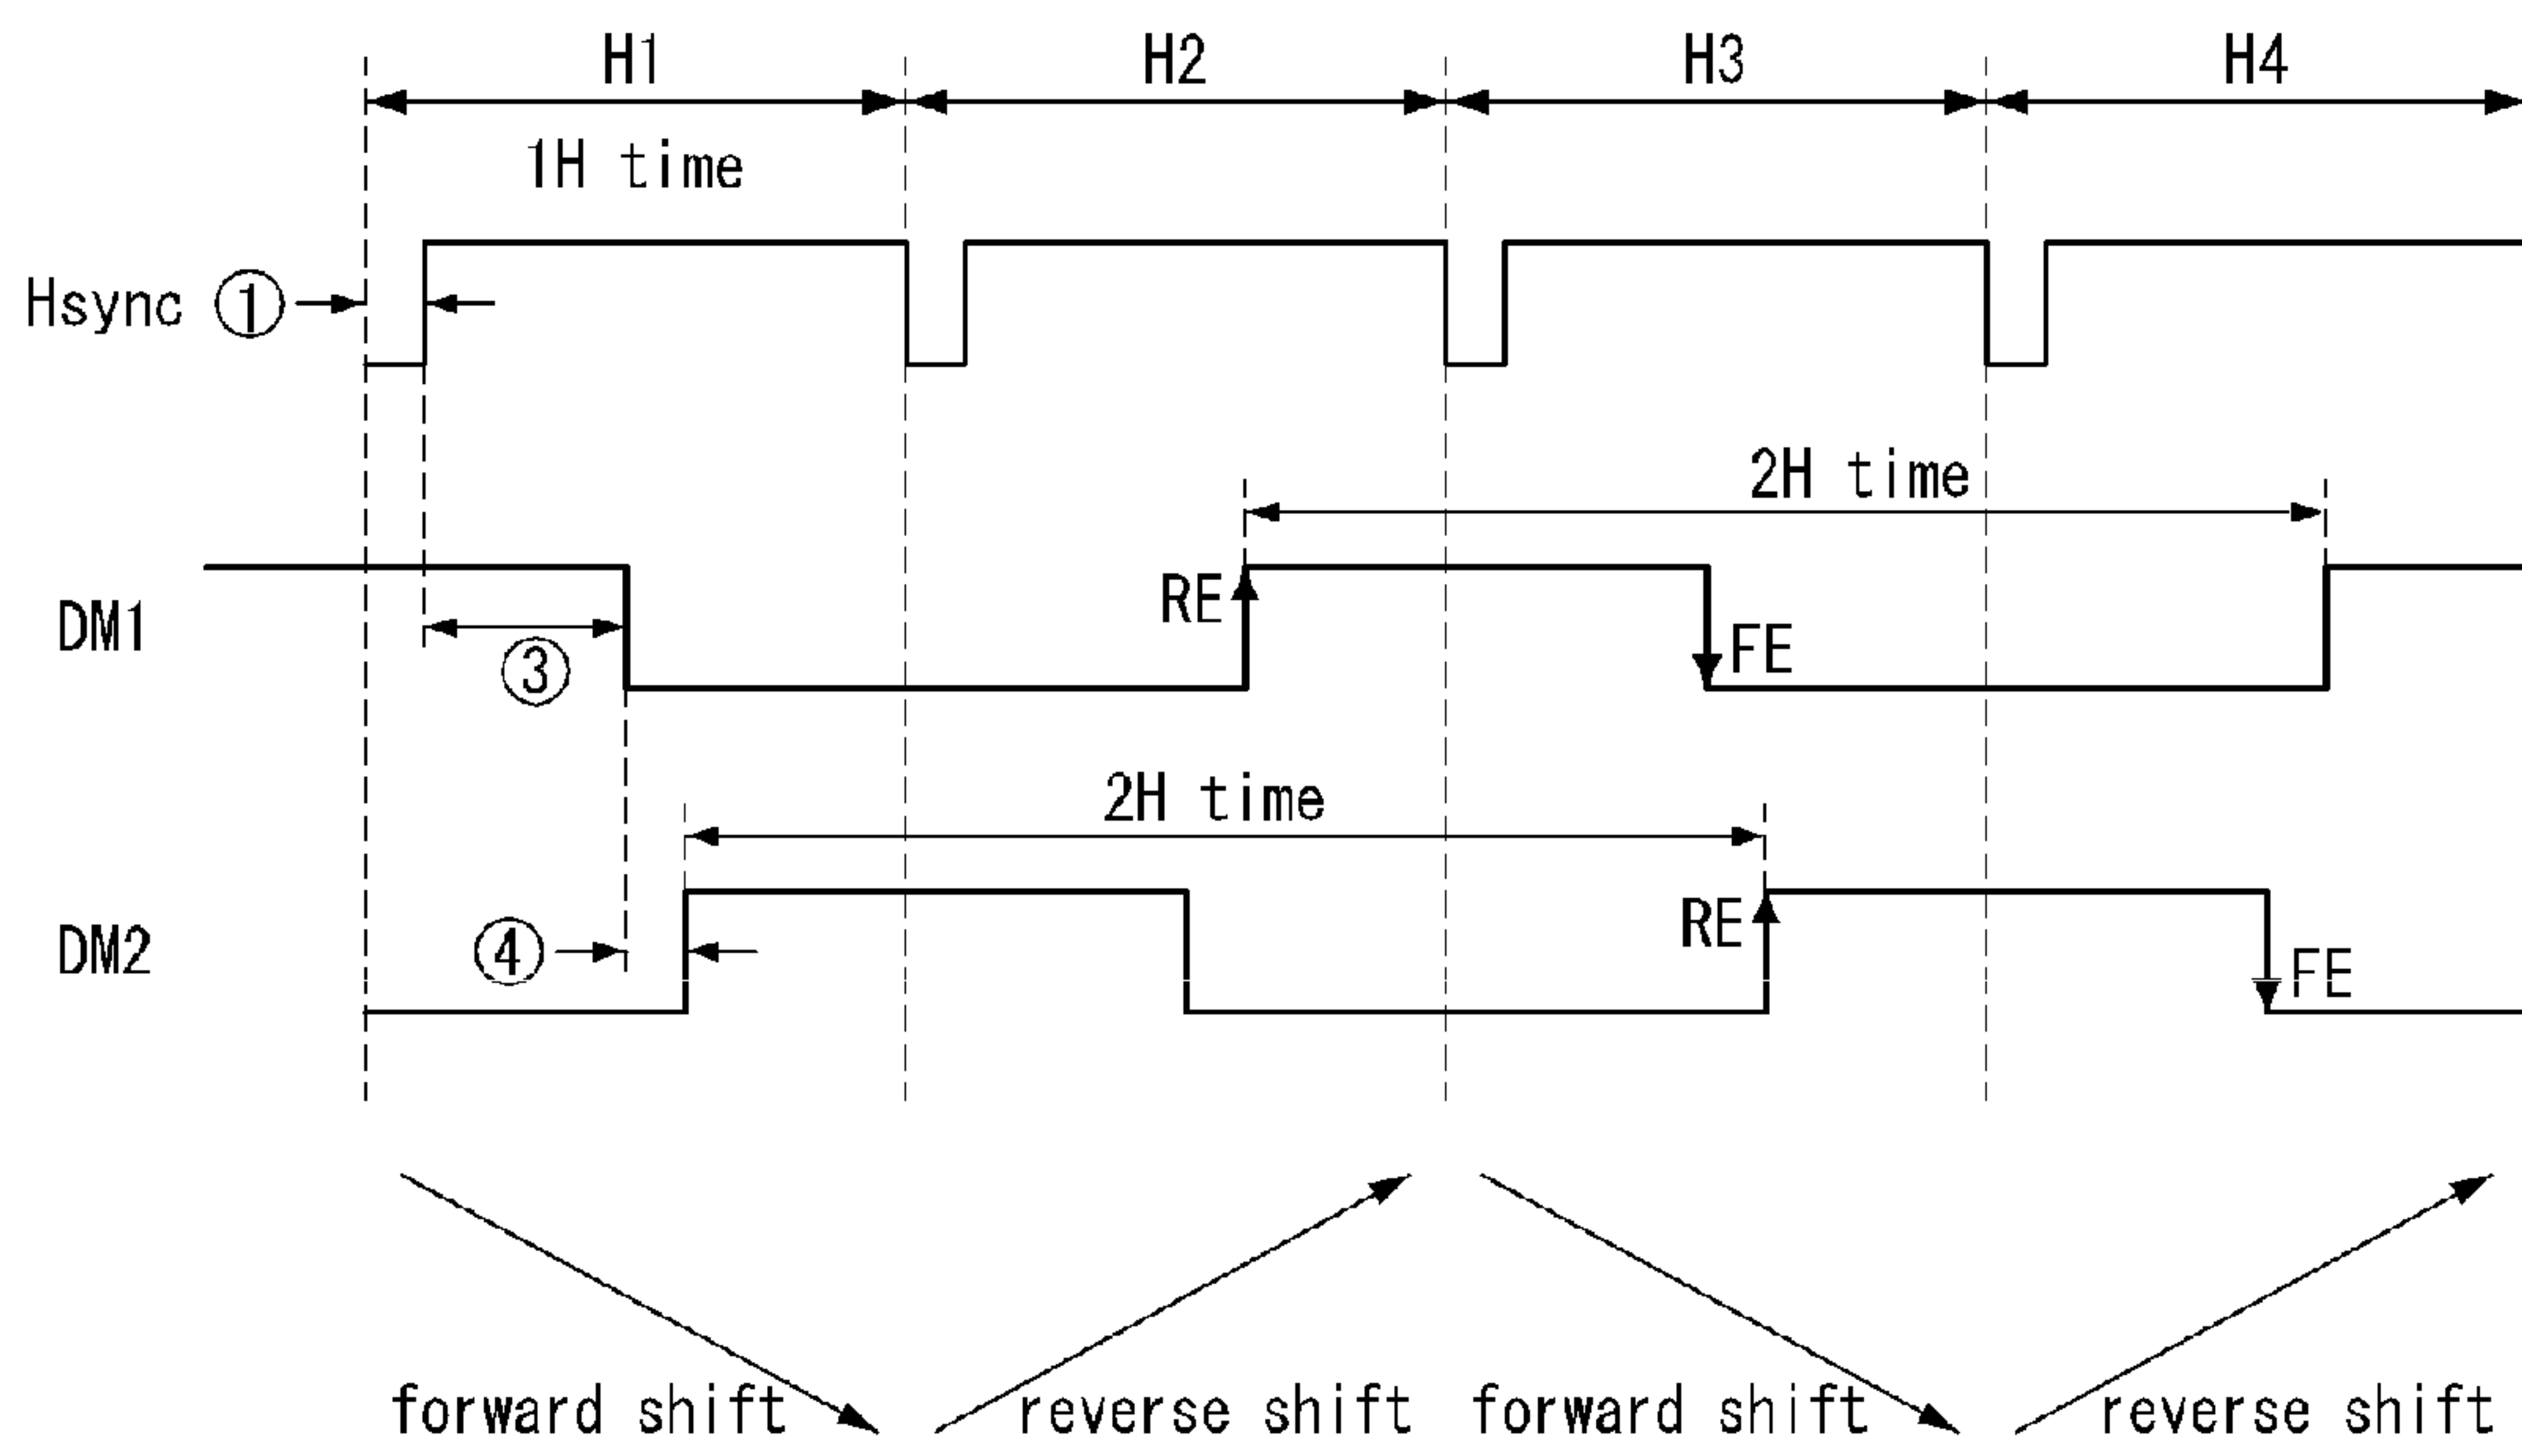 H1 H2 H3 H4
1H time
Hsync ①
2H time
RE
DM1
FE
③
2H time
RE
DM2 ④
FE
forward shift reverse shift forward shift reverse shift